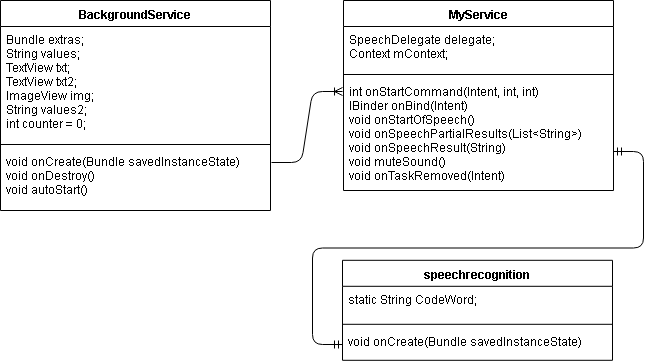 BackgroundService
Bundle extras;
String values;
TextView txt;
TextView txt2;
ImageView img;
String values2;
int counter = 0;
void onCreate(Bundle savedInstanceState)
void onDestroy()
void autoStart()
MyService
SpeechDelegate delegate;
Context mContext;
int onStartCommand(Intent, int, int)
IBinder onBind(Intent)
void onStartOfSpeech()
void onSpeechPartialResults(List<String>)
void onSpeechResult(String)
void muteSound()
void onTaskRemoved(Intent)
speechrecognition
static String CodeWord;
void onCreate(Bundle savedInstanceState)